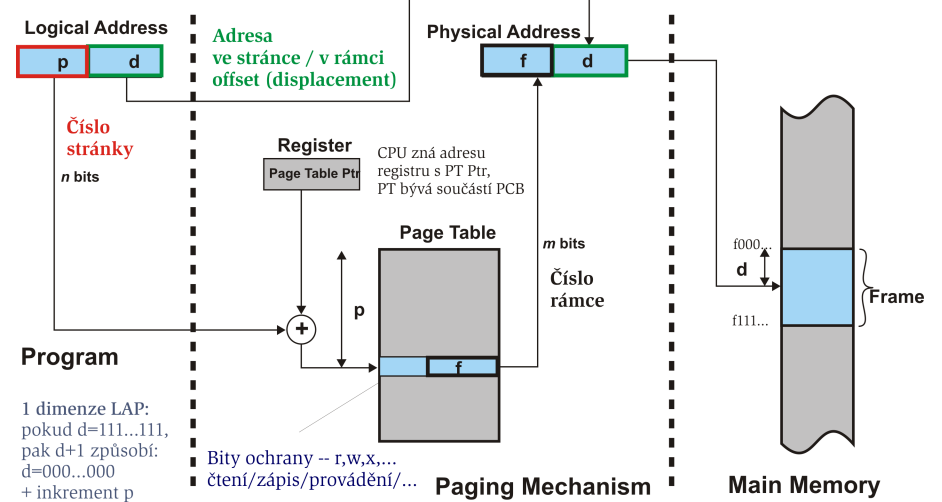 Logical Address
p
d
Číslo
stránky
n bits
Program
1 dimenze LAP:
pokud d=111...111,
pak d+1 způsobí:
d=000...000
+ inkrement p
Adresa
ve stránce / v rámci
offset (displacement)
Register
Page Table Ptr
CPU zná adresu
registru s PT Ptr,
PT bývá součástí PCB
Page Table
p
+
f
Bity ochrany -- r,w,x,...
čtení/zápis/provádění/...
Physical Address
f
d
m bits
Číslo
rámce
Paging Mechanism
f000...
d
f111...
Frame
Main Memory